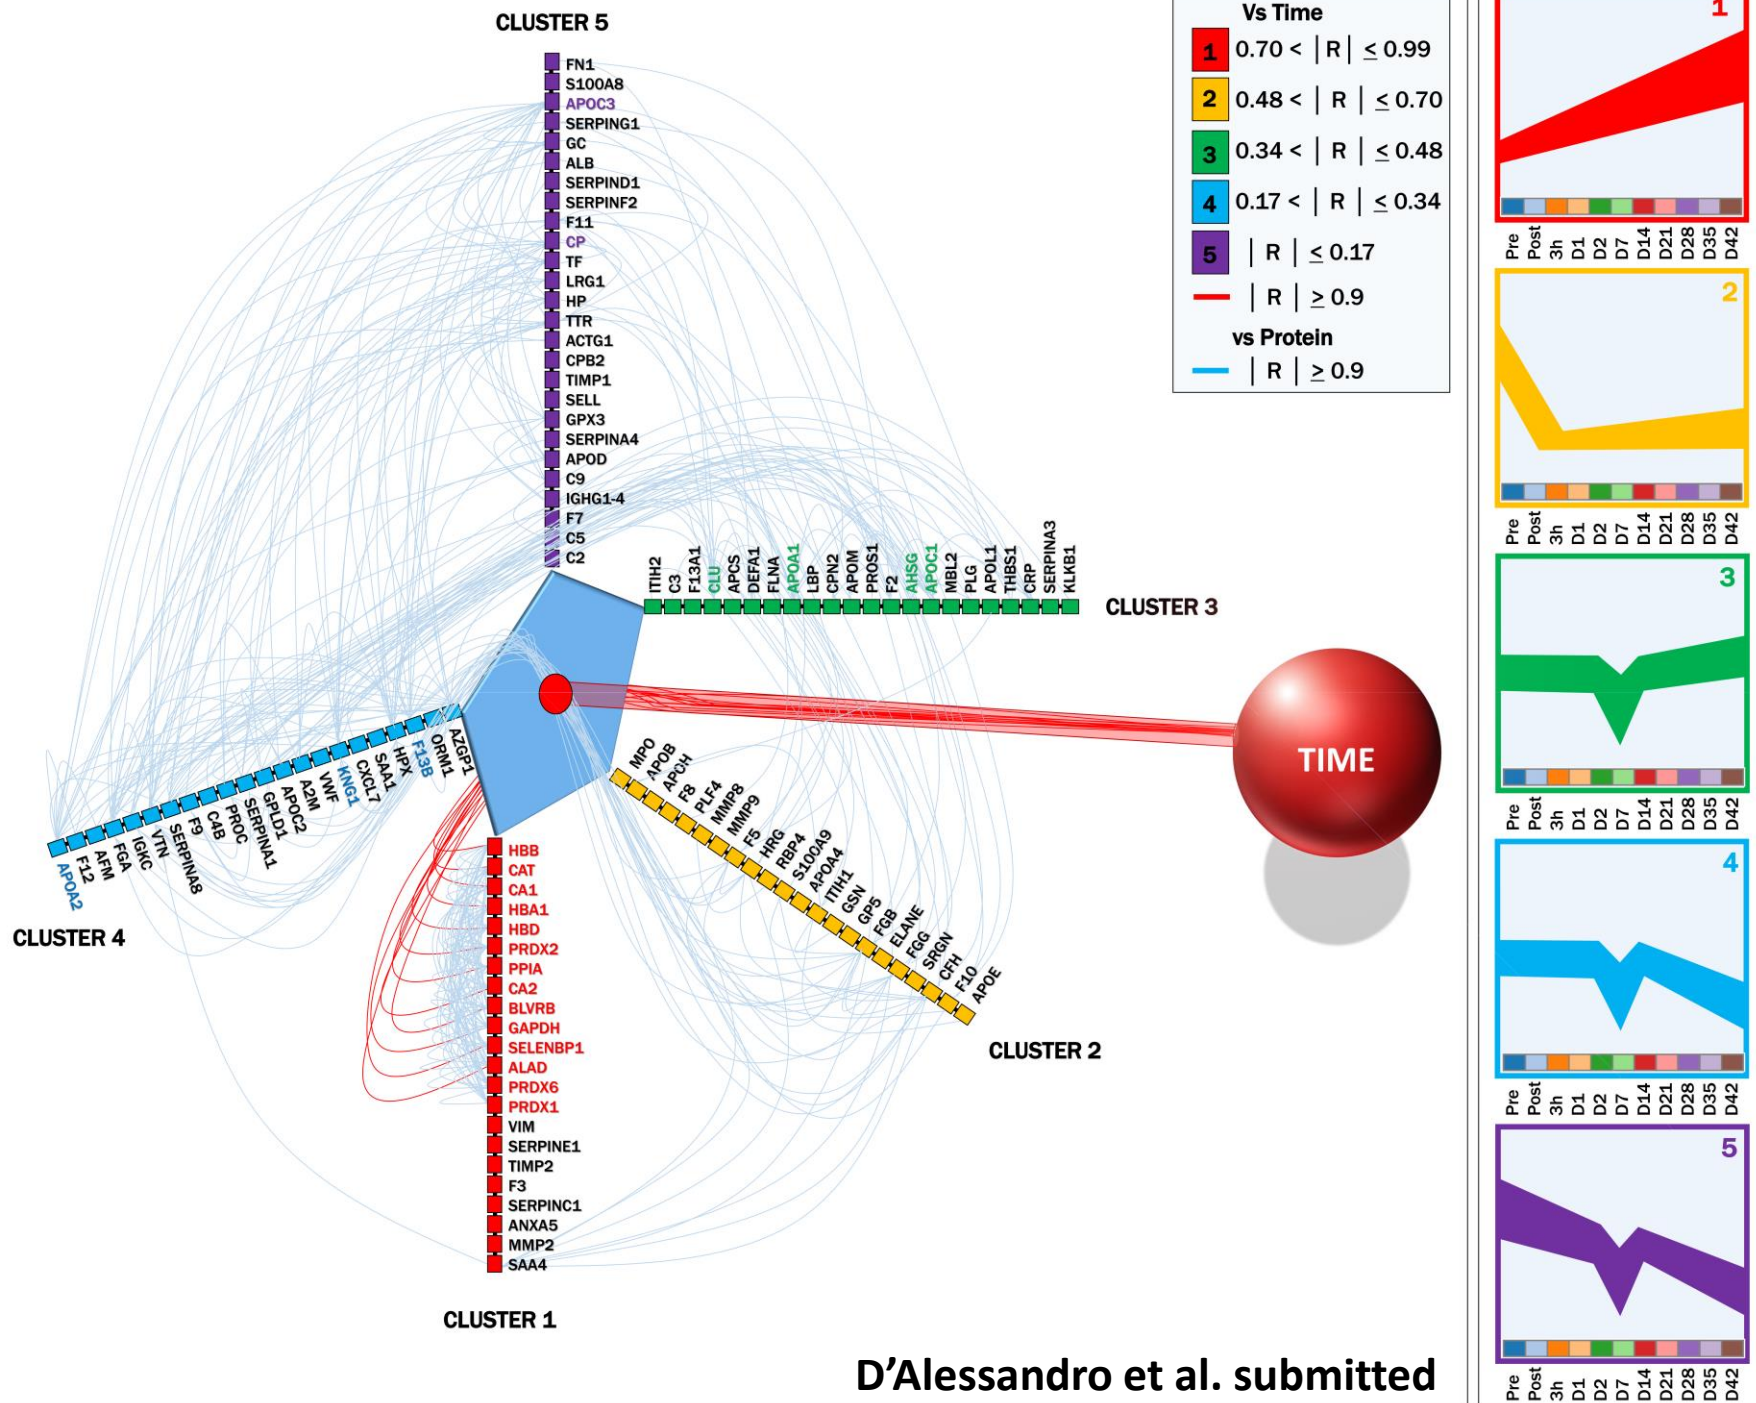 CLUSTER 5
FN1
S100A8
APOC3
SERPING1
GC
ALB
SERPIND1
SERPINF2
F11
CP
TF
LRG1
HP
TTR
ACTG1
CPB2
TIMP1
SELL
GPX3
SERPINA4
APOD
C9
IGHG1-4
F7
C5
C2
ITIH2
C3
F13A1
CLU
APCS
DEFA1
FLNA
APOA1
LBP
CPN2
APOM
PROS1
F2
AHSG
APOC1
MBL2
PLG
APOL1
THBS1
CRP
SERPINA3
KLKB1
CLUSTER 3
TIME
MPO
APOB
APOH
F8
PLF4
MMP8
MMP9
F5
HRG
RBP4
S100A9
APOA4
ITIH1
GSN
GP5
FGB
ELANE
FGG
SRGN
CFH
F10
APOE
CLUSTER 2
APOA2
F12
AFM
FGA
IGKC
VTN
SERPINA8
F9
C4B
PROC
SERPINA1
GPLD1
APOC2
A2M
VWF
KNG1
CXCL7
SAA1
HPX
F13B
ORM1
AZGP1
CLUSTER 4
HBB
CAT
CA1
HBA1
HBD
PRDX2
PPIA
CA2
BLVRB
GAPDH
SELENBP1
ALAD
PRDX6
PRDX1
VIM
SERPINE1
TIMP2
F3
SERPINC1
ANXA5
MMP2
SAA4
CLUSTER 1
Vs Time
1 0.70 < | R | ≤ 0.99
2 0.48 < | R | ≤ 0.70
3 0.34 < | R | ≤ 0.48
4 0.17 < | R | ≤ 0.34
5 | R | ≤ 0.17
| R | ≥ 0.9
vs Protein
| R | ≥ 0.9
1
Pre Post 3h D1 D2 D7 D14 D21 D28 D35 D42
2
Pre Post 3h D1 D2 D7 D14 D21 D28 D35 D42
3
Pre Post 3h D1 D2 D7 D14 D21 D28 D35 D42
4
Pre Post 3h D1 D2 D7 D14 D21 D28 D35 D42
5
Pre Post 3h D1 D2 D7 D14 D21 D28 D35 D42
D'Alessandro et al. submitted